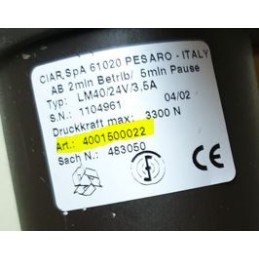 CIAR.SpA 61020 PESARO - ITALY
AB 2min Betrib/ 5min Pause
Typ: LM40/24V/3,5A
S.N.: 1104961 04/02
Druckkraft max: 3300 N
Art.: 4001500022
Sach N.: 483050
CE